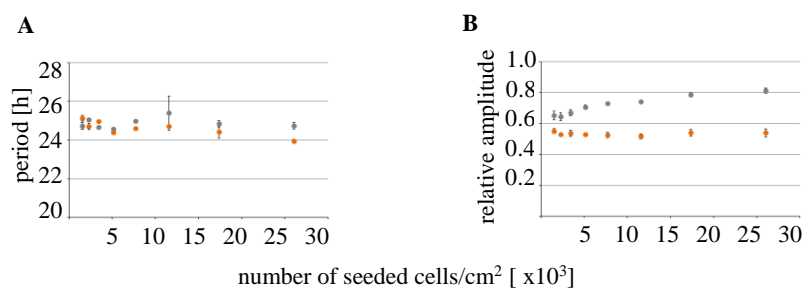 A
period [h]
28
26
24
22
20
5 10 15 20 25 30
B
relative amplitude
1.0
0.8
0.6
0.4
0.2
5 10 15 20 25 30
number of seeded cells/cm² [ x10³]